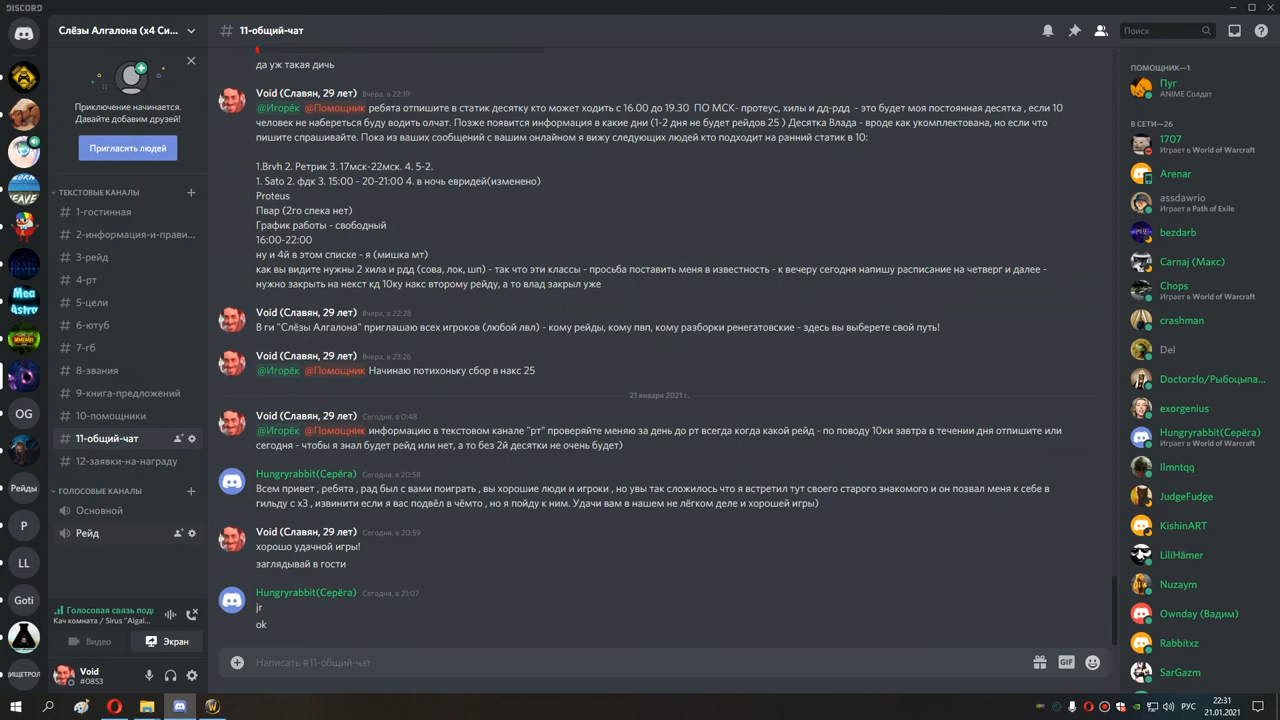 DISCORD
Слёзы Алгалона (x4 Си...
11-общий-чат
Поиск
Приключение начинается.
Давайте добавим друзей!
Пригласить людей
ТЕКСТОВЫЕ КАНАЛЫ
1-гостинная
2-информация-и-прави...
3-рейд
4-рт
5-цели
6-ютуб
7-гб
8-звания
9-книга-предложений
10-помощники
11-общий-чат
12-заявки-на-награду
ГОЛОСОВЫЕ КАНАЛЫ
Основной
Рейд
OG
Рейды
P
LL
Goti
ВИЩЕТРОЛ
Mea
Astro
BORN
LEAVE
Голосовая связь под
Кач комната / Sirus "Algal...
Видео
Экран
Void
#0853
да уж такая дичь
Void (Славян, 29 лет) Вчера, в 22:19
@Игорёк @Помощник ребята отпишите в статик десятку кто может ходить с 16.00 до 19.30 ПО МСК- протеус, хилы и дд-рдд - это будет моя постоянная десятка , если 10
человек не набереться буду водить олчат. Позже появится информация в какие дни (1-2 дня не будет рейдов 25 ) Десятка Влада - вроде как укомплектована, но если что
пишите спрашивайте. Пока из ваших сообщений с вашим онлайном я вижу следующих людей кто подходит на ранний статик в 10:
1.Brvh 2. Ретрик 3. 17мск-22мск. 4. 5-2.
1. Sato 2. фдк 3. 15:00 - 20-21:00 4. в ночь евридей(изменено)
Proteus
Пвар (2го спека нет)
График работы - свободный
16:00-22:00
ну и 4й в этом списке - я (мишка мт)
как вы видите нужны 2 хила и рдд (сова, лок, шп) - так что эти классы - просьба поставить меня в известность - к вечеру сегодня напишу расписание на четверг и далее -
нужно закрыть на некст кд 10ку накс второму рейду, а то влад закрыл уже
Void (Славян, 29 лет) Вчера, в 22:28
В ги "Слёзы Алгалона" приглашаю всех игроков (любой лвл) - кому рейды, кому пвп, кому разборки ренегатовские - здесь вы выберете свой путь!
Void (Славян, 29 лет) Вчера, в 23:26
@Игорёк @Помощник Начинаю потихоньку сбор в накс 25
21 января 2021 г.
Void (Славян, 29 лет) Сегодня, в 0:48
@Игорёк @Помощник информацию в текстовом канале "рт" проверяйте меняю за день до рт всегда когда какой рейд - по поводу 10ки завтра в течении дня отпишите или
сегодня - чтобы я знал будет рейд или нет, а то без 2й десятки не очень будет)
Hungryrabbit(Серёга) Сегодня, в 20:58
Всем привет , ребята , рад был с вами поиграть , вы хорошие люди и игроки , но увы так сложилось что я встретил тут своего старого знакомого и он позвал меня к себе в
гильду с х3 , извинити если я вас подвёл в чёмто , но я пойду к ним. Удачи вам в нашем не лёгком деле и хорошей игры)
Void (Славян, 29 лет) Сегодня, в 20:59
хорошо удачной игры!
заглядывай в гости
Hungryrabbit(Серёга) Сегодня, в 21:07
jr
ok
Написать #11-общий-чат
GIF
ПОМОЩНИК—1
Пуг
ANIME Солдат
В СЕТИ—26
1707
Играет в World of Warcraft
Arenar
assdawrio
Играет в Path of Exile
bezdarb
Carnaj (Макс)
Chops
Играет в World of Warcraft
crashman
Del
Doctorzlo/Рыбоцыпа...
exorgenius
Hungryrabbit(Серёга)
Играет в World of Warcraft
Ilmntqq
JudgeFudge
KishinART
LiliHämer
Nuzaym
Ownday (Вадим)
Rabbitxz
SarGazm
РУС
22:31
21.01.2021